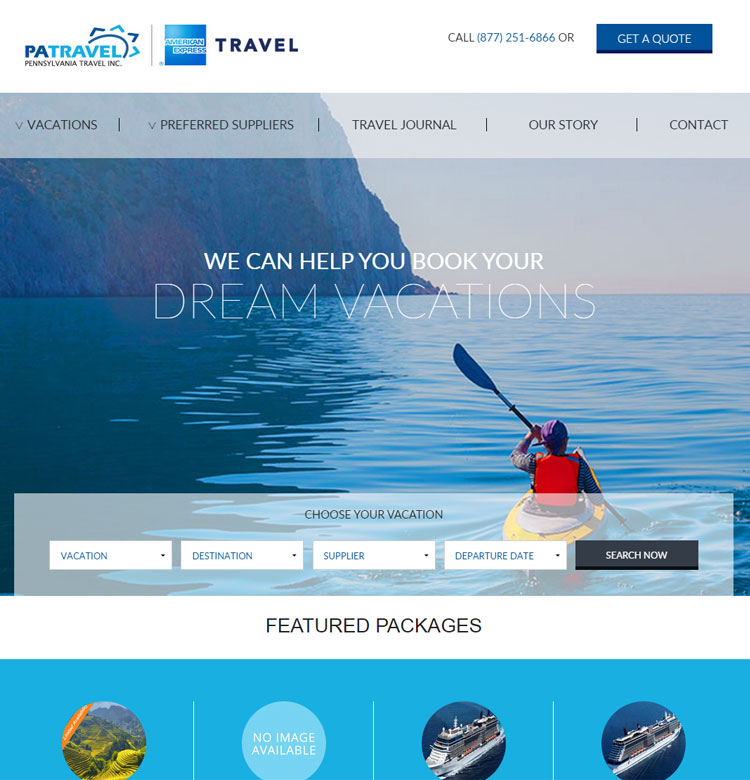 PATRAVEL
PENNSYLVANIA TRAVEL INC.
AMERICAN EXPRESS
®
TRAVEL
CALL (877) 251-6866 OR
GET A QUOTE
VACATIONS
PREFERRED SUPPLIERS
TRAVEL JOURNAL
OUR STORY
CONTACT
WE CAN HELP YOU BOOK YOUR
DREAM VACATIONS
CHOOSE YOUR VACATION
VACATION
DESTINATION
SUPPLIER
DEPARTURE DATE
SEARCH NOW
FEATURED PACKAGES
NO IMAGE
AVAILABLE